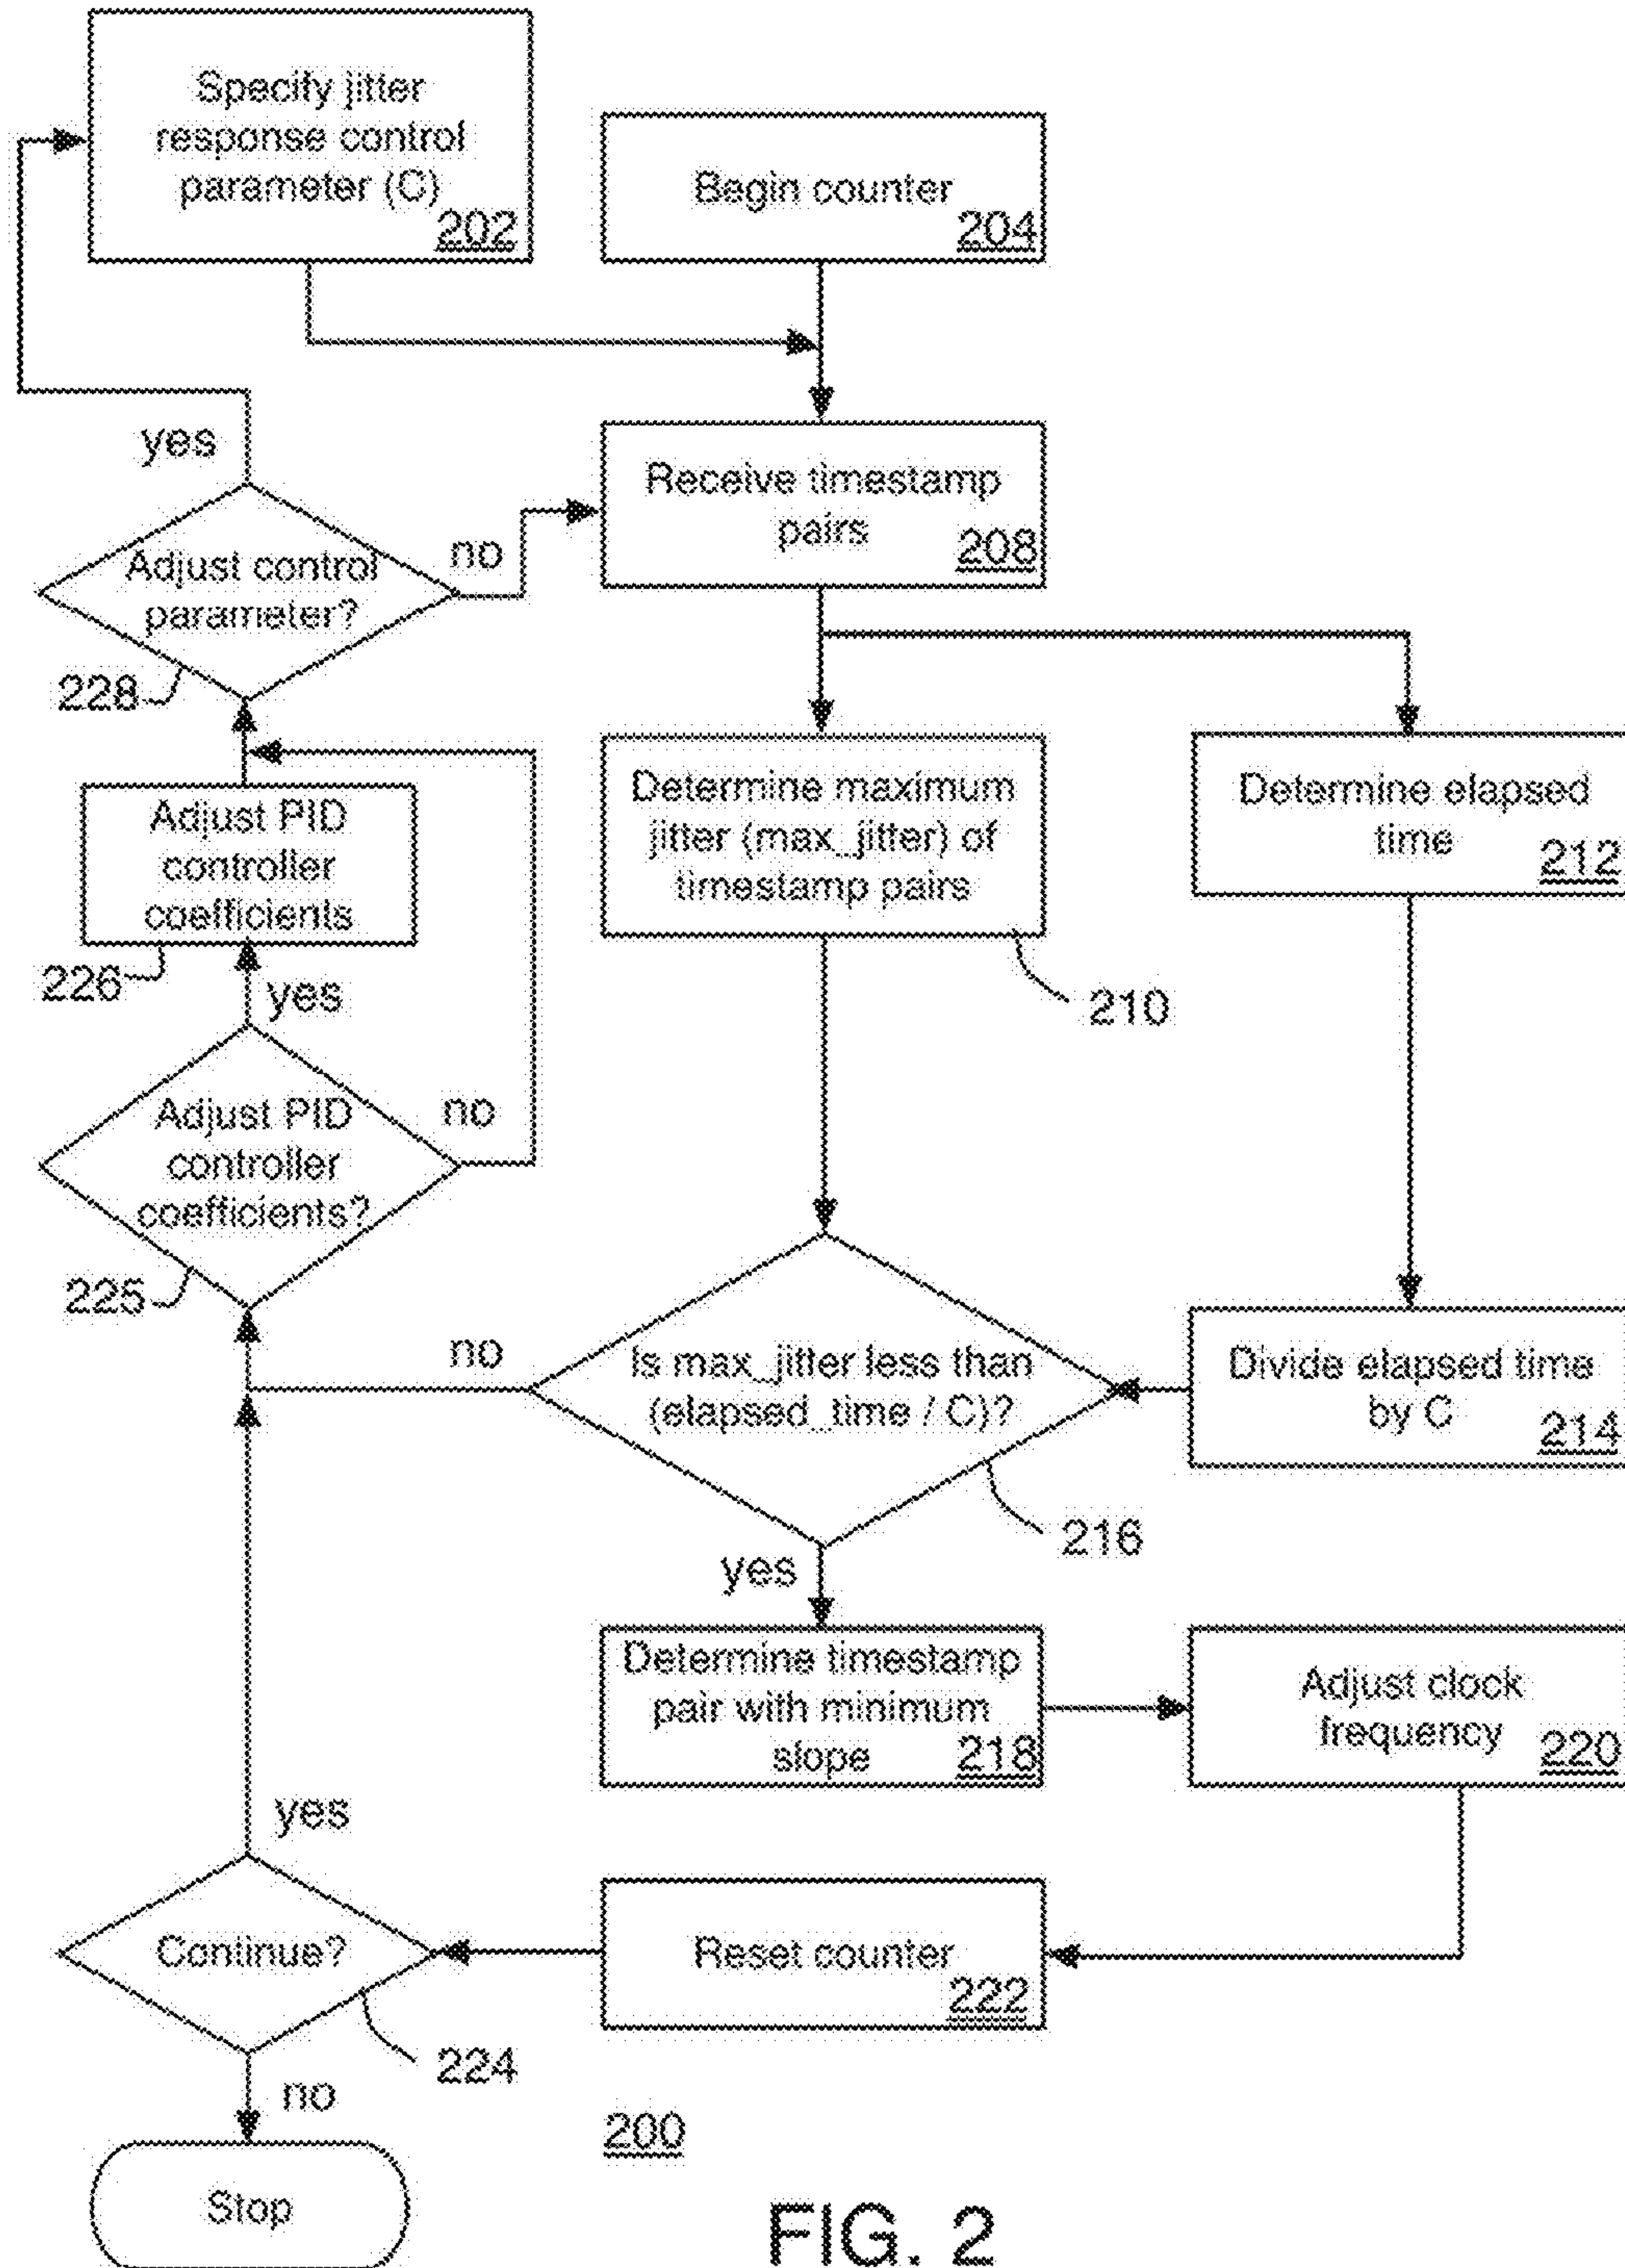 Specify jitter
response control
parameter (C)
202
Begin counter
204
yes
Receive timestamp
pairs
208
no
Adjust control
parameter?
228
Determine maximum
jitter (max_jitter) of
timestamp pairs
210
Determine elapsed
time
212
Adjust PID
controller
coefficients
226
yes
Adjust PID
controller
coefficients?
no
225
no
Is max_jitter less than
(elapsed_time / C)?
216
Divide elapsed time
by C
214
yes
Determine timestamp
pair with minimum
slope
218
Adjust clock
frequency
220
yes
Continue?
224
Reset counter
222
no
Stop
200
FIG. 2